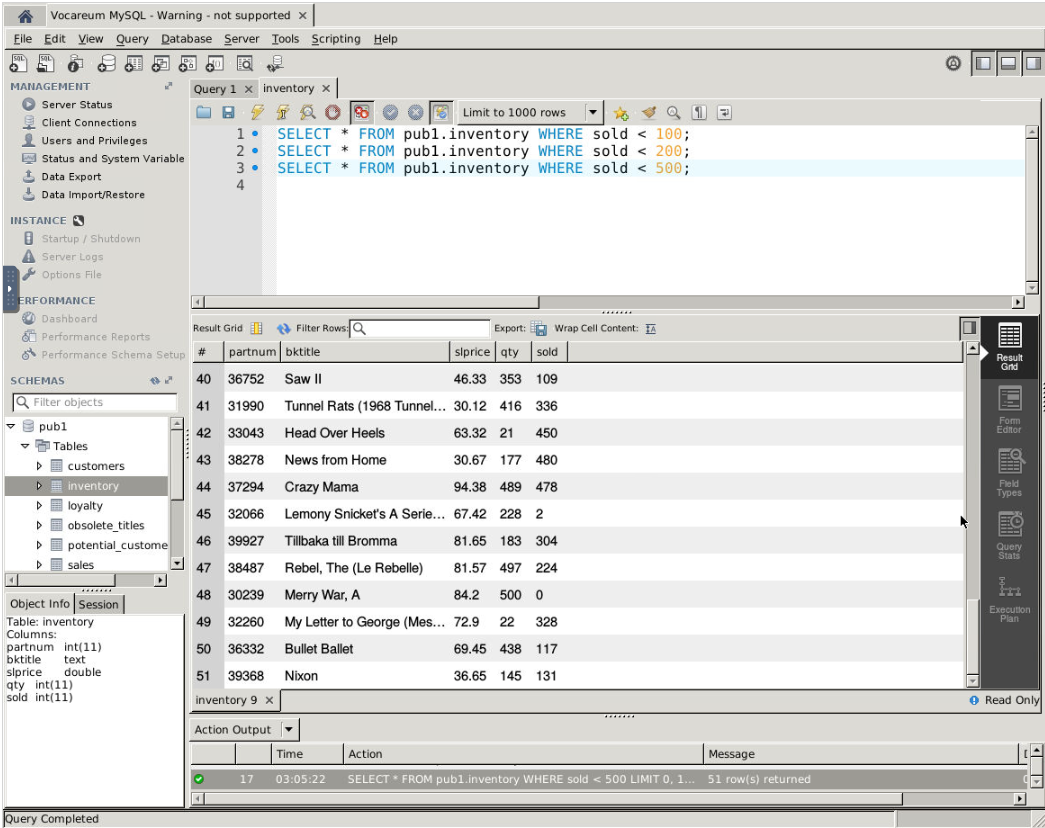 Vocareum MySQL - Warning - not supported ×
File Edit View Query Database Server Tools Scripting Help
MANAGEMENT
Server Status
Client Connections
Users and Privileges
Status and System Variable
Data Export
Data Import/Restore
INSTANCE
Startup / Shutdown
Server Logs
Options File
ERFORMANCE
Dashboard
Performance Reports
Performance Schema Setup
SCHEMAS
Filter objects
pub1
Tables
customers
inventory
loyalty
obsolete_titles
potential_custome
sales
Object Info Session
Table: inventory
Columns:
partnum int(11)
bktitle text
slprice double
qty int(11)
sold int(11)
Query 1 × inventory ×
Limit to 1000 rows
1 SELECT * FROM pub1.inventory WHERE sold < 100;
2 SELECT * FROM pub1.inventory WHERE sold < 200;
3 SELECT * FROM pub1.inventory WHERE sold < 500;
4
Result Grid Filter Rows: Export: Wrap Cell Content: IA
# partnum bktitle slprice qty sold
40 36752 Saw II 46.33 353 109
41 31990 Tunnel Rats (1968 Tunnel... 30.12 416 336
42 33043 Head Over Heels 63.32 21 450
43 38278 News from Home 30.67 177 480
44 37294 Crazy Mama 94.38 489 478
45 32066 Lemony Snicket's A Serie... 67.42 228 2
46 39927 Tillbaka till Bromma 81.65 183 304
47 38487 Rebel, The (Le Rebelle) 81.57 497 224
48 30239 Merry War, A 84.2 500 0
49 32260 My Letter to George (Mes... 72.9 22 328
50 36332 Bullet Ballet 69.45 438 117
51 39368 Nixon 36.65 145 131
Result
Grid
Form
Editor
Field
Types
Query
Stats
Execution
Plan
inventory 9 × Read Only
Action Output
Time Action Message
17 03:05:22 SELECT * FROM pub1.inventory WHERE sold < 500 LIMIT 0, 1... 51 row(s) returned
Query Completed